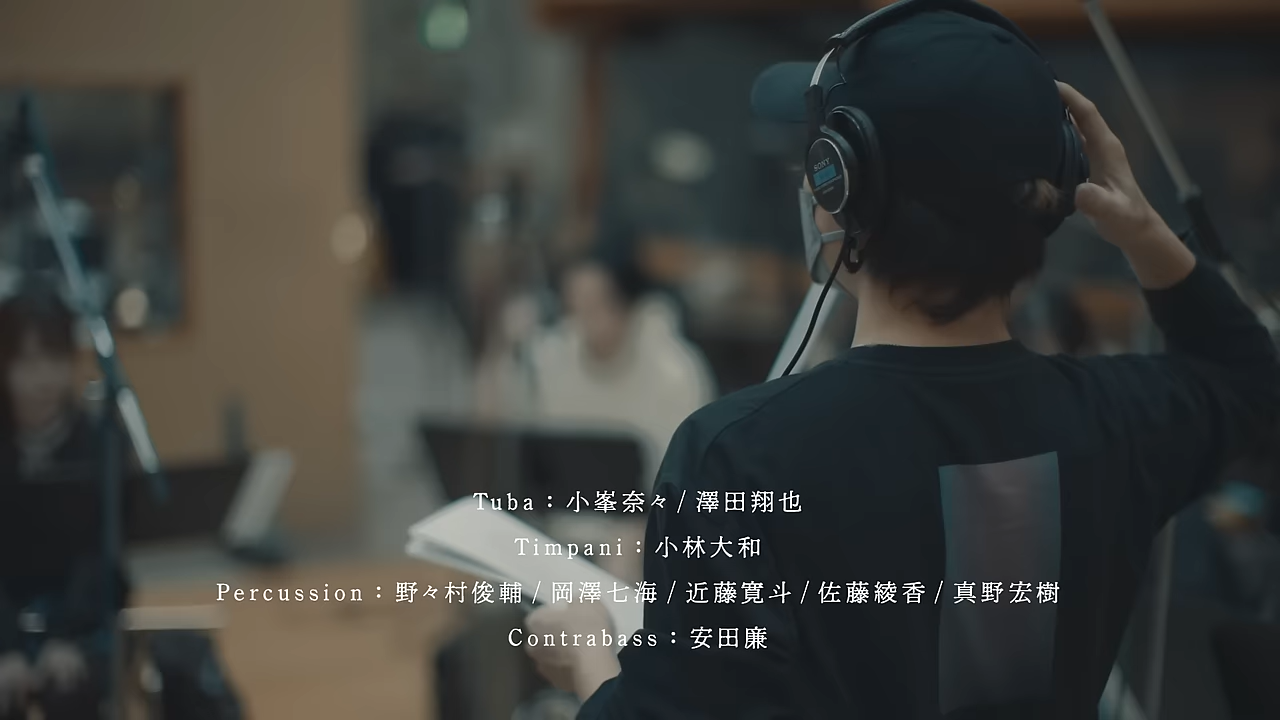 SONY
Tuba：小峯奈々 / 澤田翔也
Timpani：小林大和
Percussion：野々村俊輔 / 岡澤七海 / 近藤寛斗 / 佐藤綾香 / 真野宏樹
Contrabass：安田廉